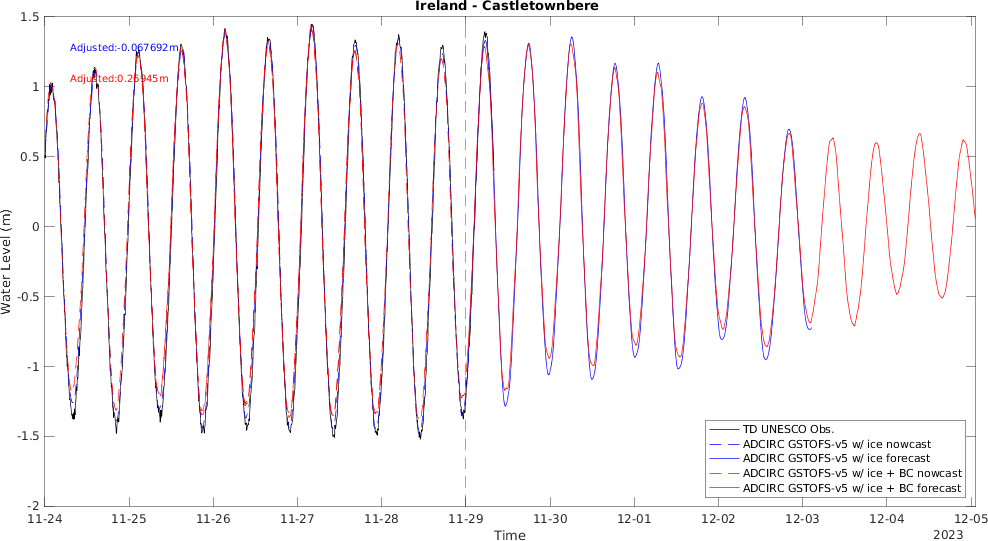 Ireland - Castletownbere
Adjusted:-0.067692m
Adjusted:0.26945m
1.5
1
0.5
0
-0.5
-1
-1.5
-2
Water Level (m)
TD UNESCO Obs.
ADCIRC GSTOFS-v5 w/ ice nowcast
ADCIRC GSTOFS-v5 w/ ice forecast
ADCIRC GSTOFS-v5 w/ ice + BC nowcast
ADCIRC GSTOFS-v5 w/ ice + BC forecast
11-24 11-25 11-26 11-27 11-28 11-29 11-30 12-01 12-02 12-03 12-04 12-05
Time
2023